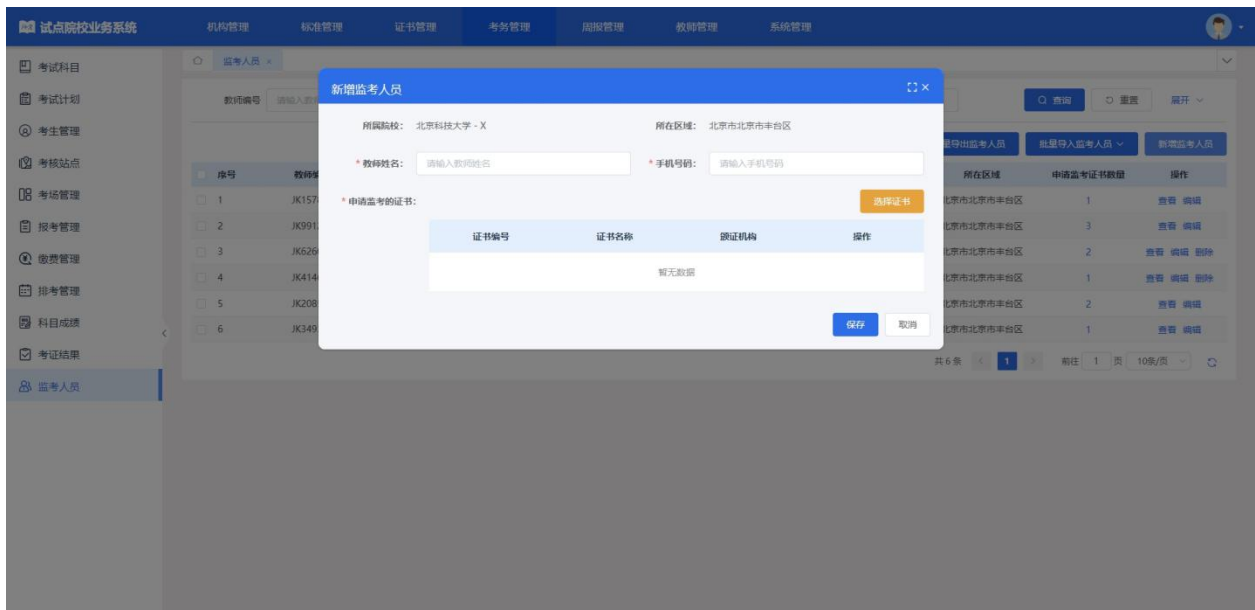 试点院校业务系统 机构管理 标准管理 证书管理 考务管理 周报管理 教师管理 系统管理
考试科目
考试计划
考生管理
考核站点
考场管理
报考管理
缴费管理
排考管理
科目成绩
考证结果
监考人员
监考人员 ×
教师编号 查询 重置 展开
批量导入监考人员 新增监考人员
序号 所在区域 申请监考证书数量 操作
1 JK157 北京市北京市丰台区 1 查看 编辑
2 JK991 北京市北京市丰台区 3 查看 编辑
3 JK626 北京市北京市丰台区 2 查看 编辑 删除
4 JK414 北京市北京市丰台区 1 查看 编辑 删除
5 JK208 北京市北京市丰台区 2 查看 编辑
6 JK349 北京市北京市丰台区 1 查看 编辑
共 6 条 1 前往 1 页 10条/页
新增监考人员
所属院校： 北京科技大学 - X 所在区域： 北京市北京市丰台区
* 教师姓名： 请输入教师姓名 * 手机号码： 请输入手机号码
* 申请监考的证书： 选择证书
证书编号 证书名称 颁证机构 操作
暂无数据
保存 取消